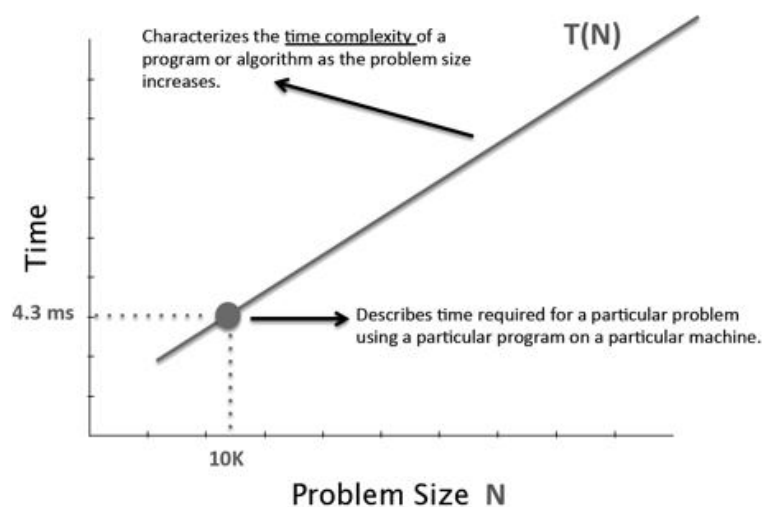 Characterizes the time complexity of a
program or algorithm as the problem size
increases.
T(N)
Time
4.3 ms
Describes time required for a particular problem
using a particular program on a particular machine.
10K
Problem Size N